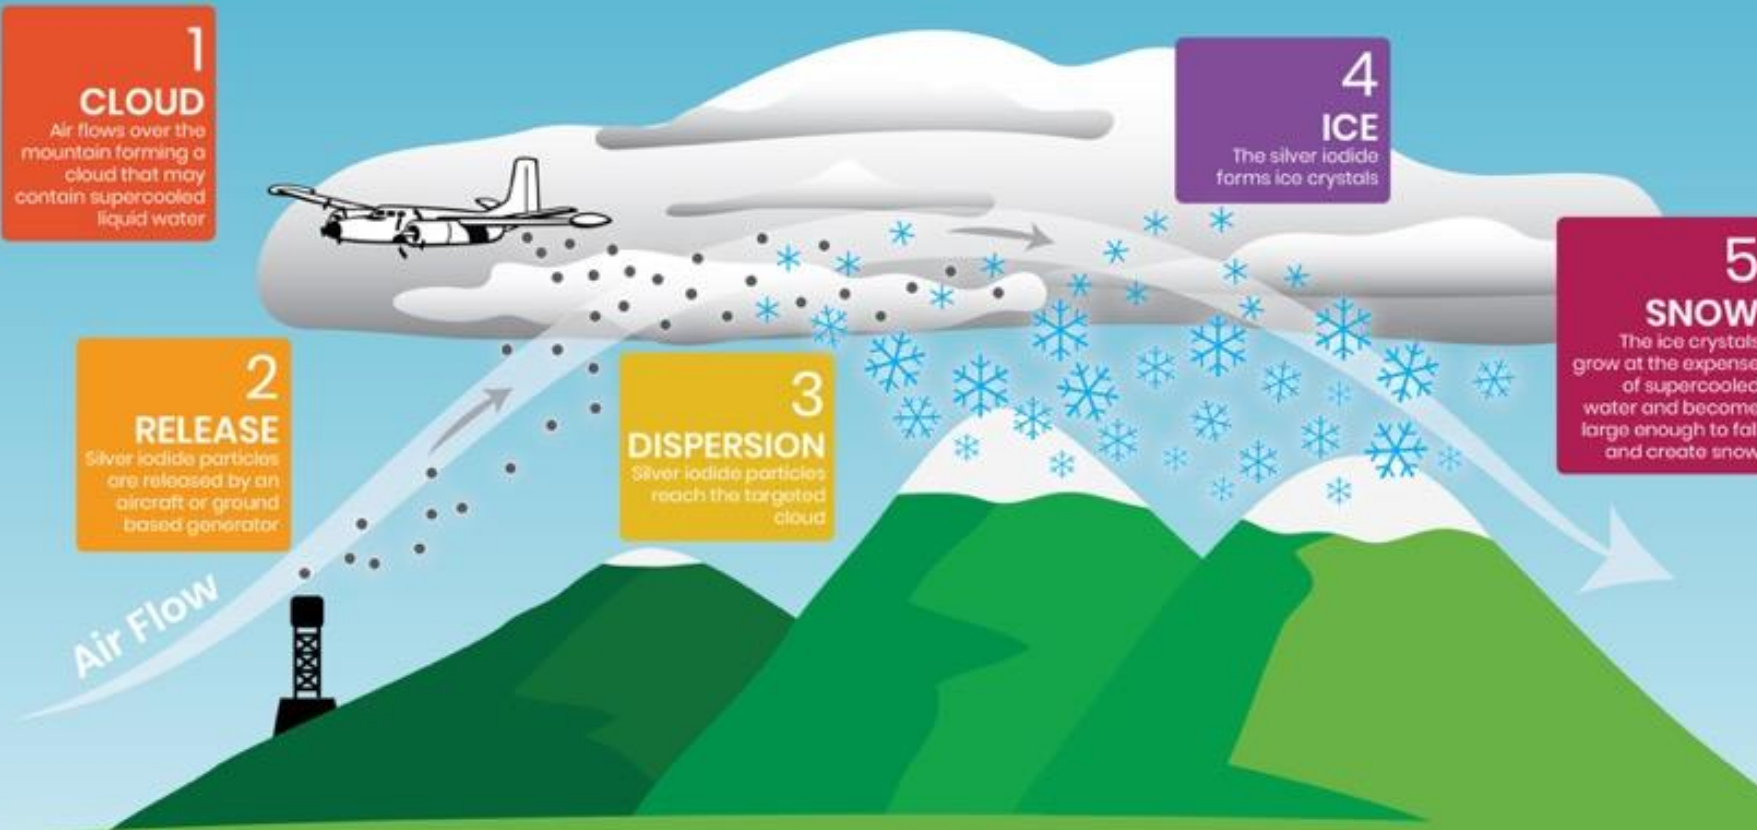 1
CLOUD
Air flows over the
mountain forming a
cloud that may
contain supercooled
liquid water
2
RELEASE
Silver iodide particles
are released by an
aircraft or ground
based generator
3
DISPERSION
Silver iodide particles
reach the targeted
cloud
4
ICE
The silver iodide
forms ice crystals
5
SNOW
The ice crystals
grow at the expense
of supercooled
water and become
large enough to fal
and create snow
Air Flow